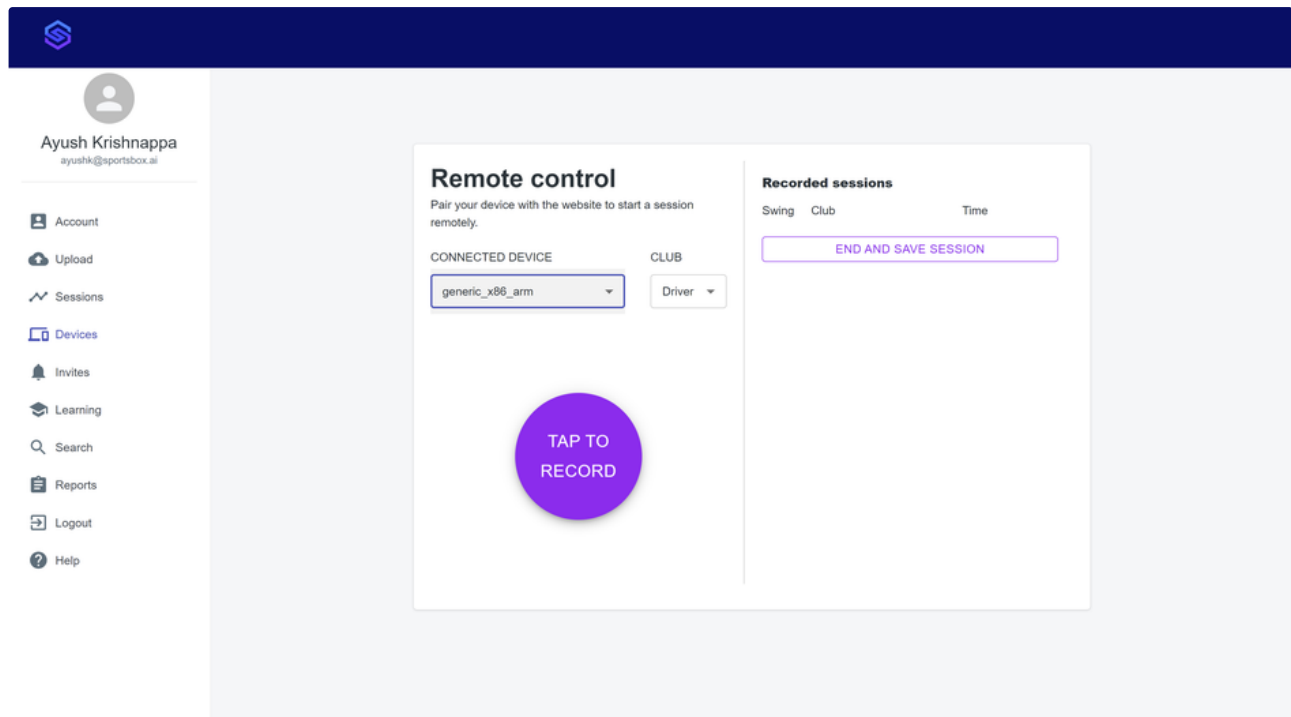 Ayush Krishnappa
ayushk@sportsbox.ai
Account
Upload
Sessions
Devices
Invites
Learning
Search
Reports
Logout
Help
Remote control
Pair your device with the website to start a session
remotely.
CONNECTED DEVICE CLUB
generic_x86_arm Driver
TAP TO
RECORD
Recorded sessions
Swing Club Time
END AND SAVE SESSION